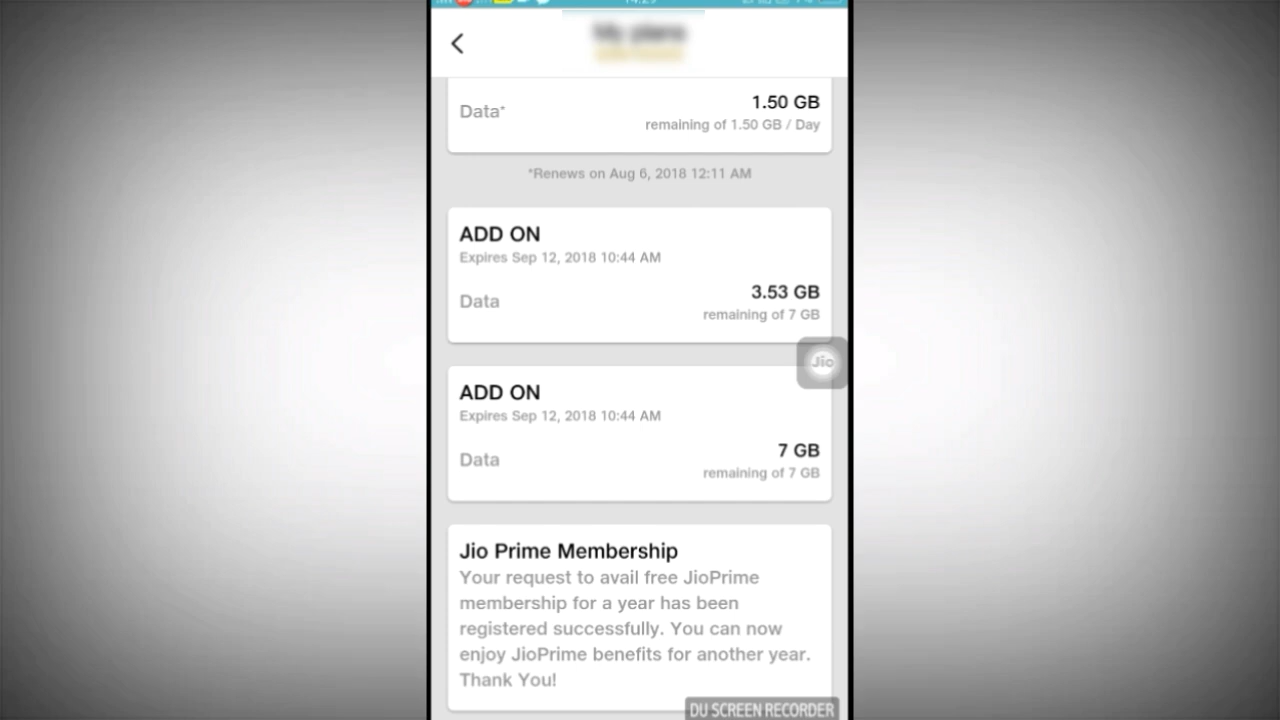 My plans
Data*
1.50 GB
remaining of 1.50 GB / Day
*Renews on Aug 6, 2018 12:11 AM
ADD ON
Expires Sep 12, 2018 10:44 AM
Data
3.53 GB
remaining of 7 GB
Jio
ADD ON
Expires Sep 12, 2018 10:44 AM
Data
7 GB
remaining of 7 GB
Jio Prime Membership
Your request to avail free JioPrime
membership for a year has been
registered successfully. You can now
enjoy JioPrime benefits for another year.
Thank You!
DU SCREEN RECORDER